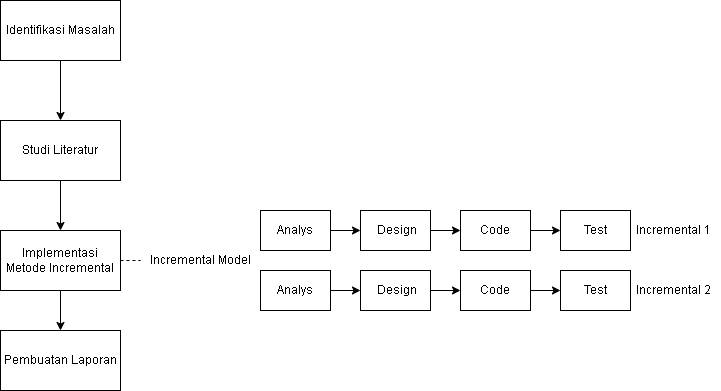 Identifikasi Masalah
Studi Literatur
Implementasi
Metode Incremental
Incremental Model
Analys
Design
Code
Test
Incremental 1
Analys
Design
Code
Test
Incremental 2
Pembuatan Laporan